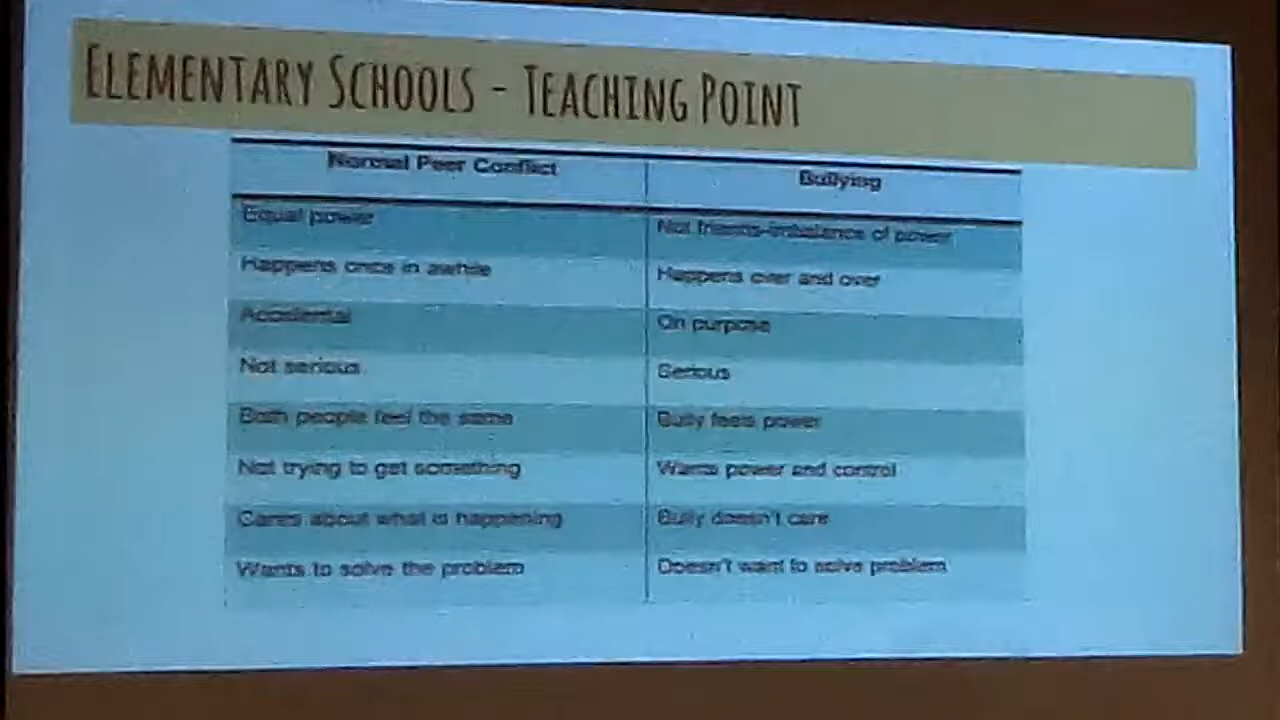 ELEMENTARY SCHOOLS - TEACHING POINT
Normal Peer Conflict Bullying
Equal power Not friends-imbalance of power
Happens once in awhile Happens over and over
Accidental On purpose
Not serious Serious
Both people feel the same Bully feels power
Not trying to get something Wants power and control
Cares about what is happening Bully doesn't care
Wants to solve the problem Doesn't want to solve problem